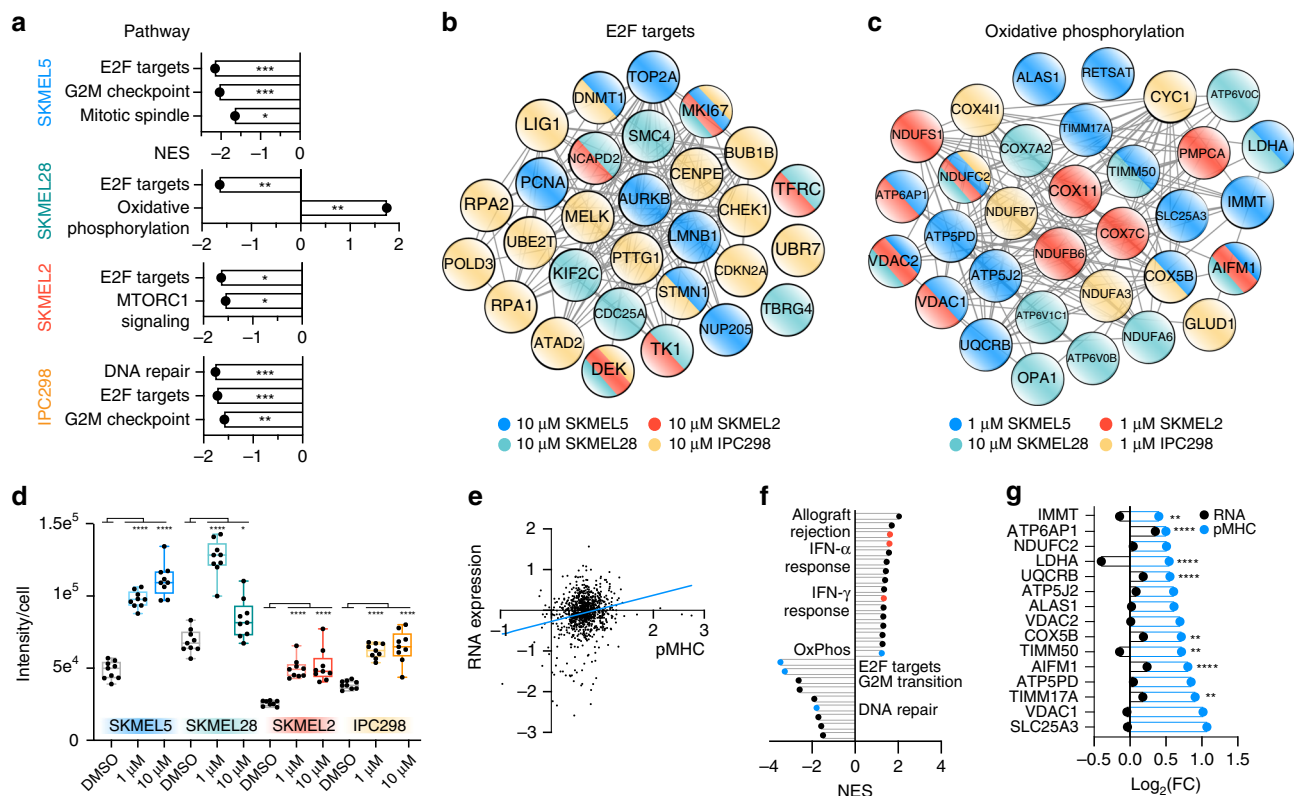 a
Pathway
SKMEL5
E2F targets
***
G2M checkpoint
***
Mitotic spindle
*
NES
−2 −1 0
SKMEL28
E2F targets
**
Oxidative
phosphorylation
**
−2 −1 0 1 2
SKMEL2
E2F targets
*
MTORC1
signaling
*
−2 −1 0
IPC298
DNA repair
***
E2F targets
***
G2M checkpoint
**
−2 −1 0
b
E2F targets
TOP2A
DNMT1
MKI67
LIG1
SMC4
NCAPD2
BUB1B
PCNA
CENPE
TFRC
AURKB
RPA2
MELK
CHEK1
UBE2T
LMNB1
POLD3
PTTG1
UBR7
KIF2C
CDKN2A
RPA1
STMN1
CDC25A
TBRG4
ATAD2
TK1
NUP205
DEK
10 µM SKMEL5
10 µM SKMEL2
10 µM SKMEL28
10 µM IPC298
c
Oxidative phosphorylation
RETSAT
ALAS1
COX4I1
CYC1
ATP6V0C
NDUFS1
TIMM17A
COX7A2
LDHA
PMPCA
NDUFC2
TIMM50
ATP6AP1
COX11
IMMT
NDUFB7
SLC25A3
ATP5PD
COX7C
VDAC2
NDUFB6
AIFM1
ATP5J2
COX5B
VDAC1
NDUFA3
ATP6V1C1
GLUD1
UQCRB
NDUFA6
ATP6V0B
OPA1
1 µM SKMEL5
1 µM SKMEL2
10 µM SKMEL28
1 µM IPC298
d
Intensity/cell
1.5e5
1e5
5e4
0
**** ****
**** *
**** ****
**** ****
SKMEL5 SKMEL28 SKMEL2 IPC298
DMSO 1 µM 10 µM DMSO 1 µM 10 µM DMSO 1 µM 10 µM DMSO 1 µM 10 µM
e
RNA expression
1
−1 1 2 3
pMHC
−1
−2
−3
f
Allograft
rejection
IFN-α
response
IFN-γ
response
OxPhos
E2F targets
G2M transition
DNA repair
−4 −2 0 2 4
NES
g
RNA
pMHC
IMMT **
ATP6AP1 ****
NDUFC2
LDHA ****
UQCRB ****
ATP5J2
ALAS1
VDAC2
COX5B **
TIMM50 **
AIFM1 ****
ATP5PD
TIMM17A **
VDAC1
SLC25A3
−0.5 0.0 0.5 1.0 1.5
Log2(FC)